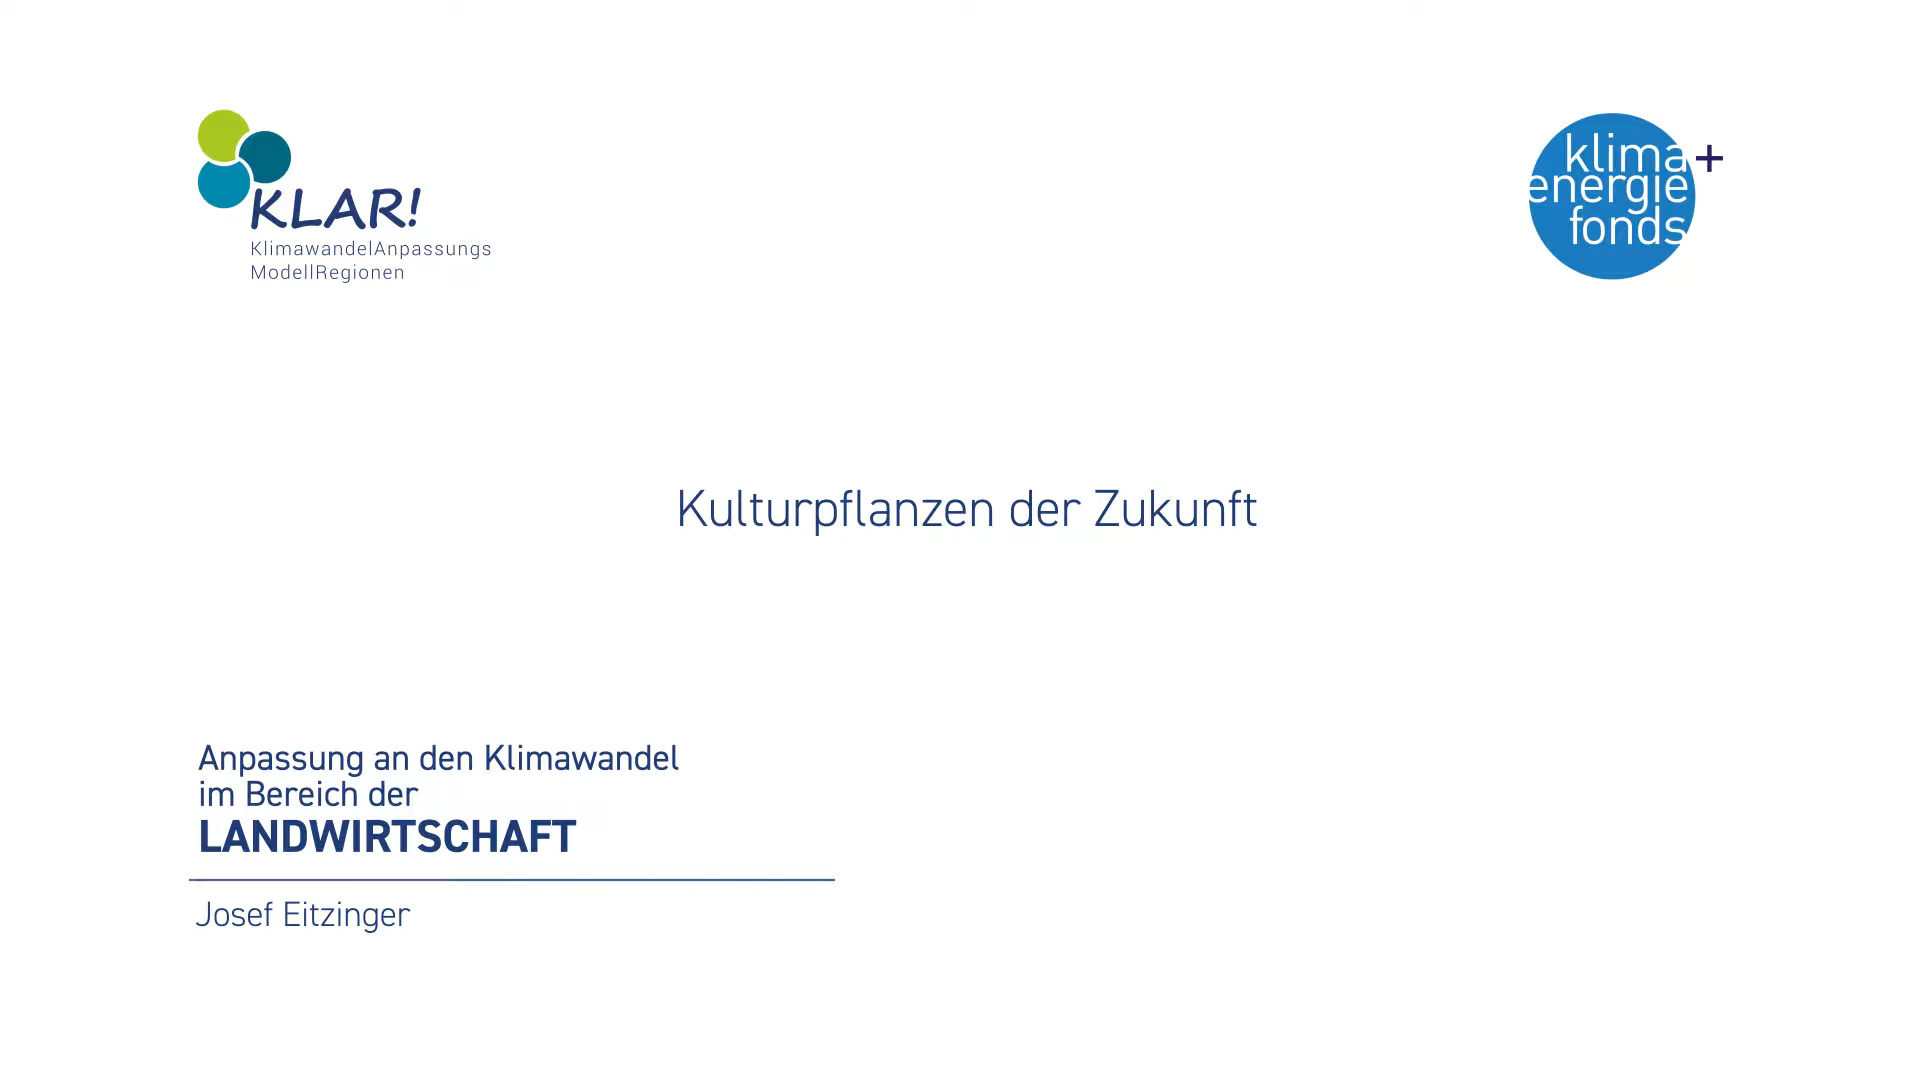 KLAR!
KlimawandelAnpassungs
ModellRegionen
klima+
energie
fonds
Kulturpflanzen der Zukunft
Anpassung an den Klimawandel
im Bereich der
LANDWIRTSCHAFT
Josef Eitzinger